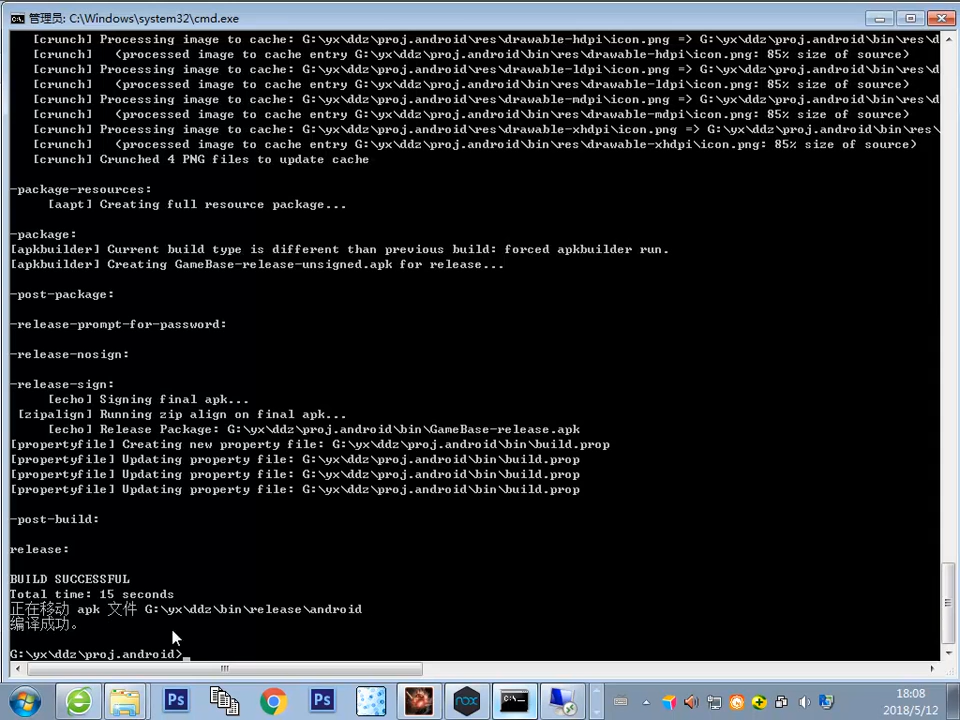 管理员: C:\Windows\system32\cmd.exe
[crunch] Processing image to cache: G:\yx\ddz\proj.android\res\drawable-hdpi\icon.png => G:\yx\ddz\proj.android\bin\res\d
[crunch]   (processed image to cache entry G:\yx\ddz\proj.android\bin\res\drawable-hdpi\icon.png: 85% size of source)
[crunch] Processing image to cache: G:\yx\ddz\proj.android\res\drawable-ldpi\icon.png => G:\yx\ddz\proj.android\bin\res\d
[crunch]   (processed image to cache entry G:\yx\ddz\proj.android\bin\res\drawable-ldpi\icon.png: 85% size of source)
[crunch] Processing image to cache: G:\yx\ddz\proj.android\res\drawable-mdpi\icon.png => G:\yx\ddz\proj.android\bin\res\d
[crunch]   (processed image to cache entry G:\yx\ddz\proj.android\bin\res\drawable-mdpi\icon.png: 85% size of source)
[crunch] Processing image to cache: G:\yx\ddz\proj.android\res\drawable-xhdpi\icon.png => G:\yx\ddz\proj.android\bin\res\
[crunch]   (processed image to cache entry G:\yx\ddz\proj.android\bin\res\drawable-xhdpi\icon.png: 85% size of source)
[crunch] Crunched 4 PNG files to update cache
-package-resources:
[aapt] Creating full resource package...
-package:
[apkbuilder] Current build type is different than previous build: forced apkbuilder run.
[apkbuilder] Creating GameBase-release-unsigned.apk for release...
-post-package:
-release-prompt-for-password:
-release-nosign:
-release-sign:
[echo] Signing final apk...
[zipalign] Running zip align on final apk...
[echo] Release Package: G:\yx\ddz\proj.android\bin\GameBase-release.apk
[propertyfile] Creating new property file: G:\yx\ddz\proj.android\bin\build.prop
[propertyfile] Updating property file: G:\yx\ddz\proj.android\bin\build.prop
[propertyfile] Updating property file: G:\yx\ddz\proj.android\bin\build.prop
[propertyfile] Updating property file: G:\yx\ddz\proj.android\bin\build.prop
-post-build:
release:
BUILD SUCCESSFUL
Total time: 15 seconds
正在移动 apk 文件 G:\yx\ddz\bin\release\android
编译成功。
G:\yx\ddz\proj.android>
Ps
Ps
nox
18:08
2018/5/12